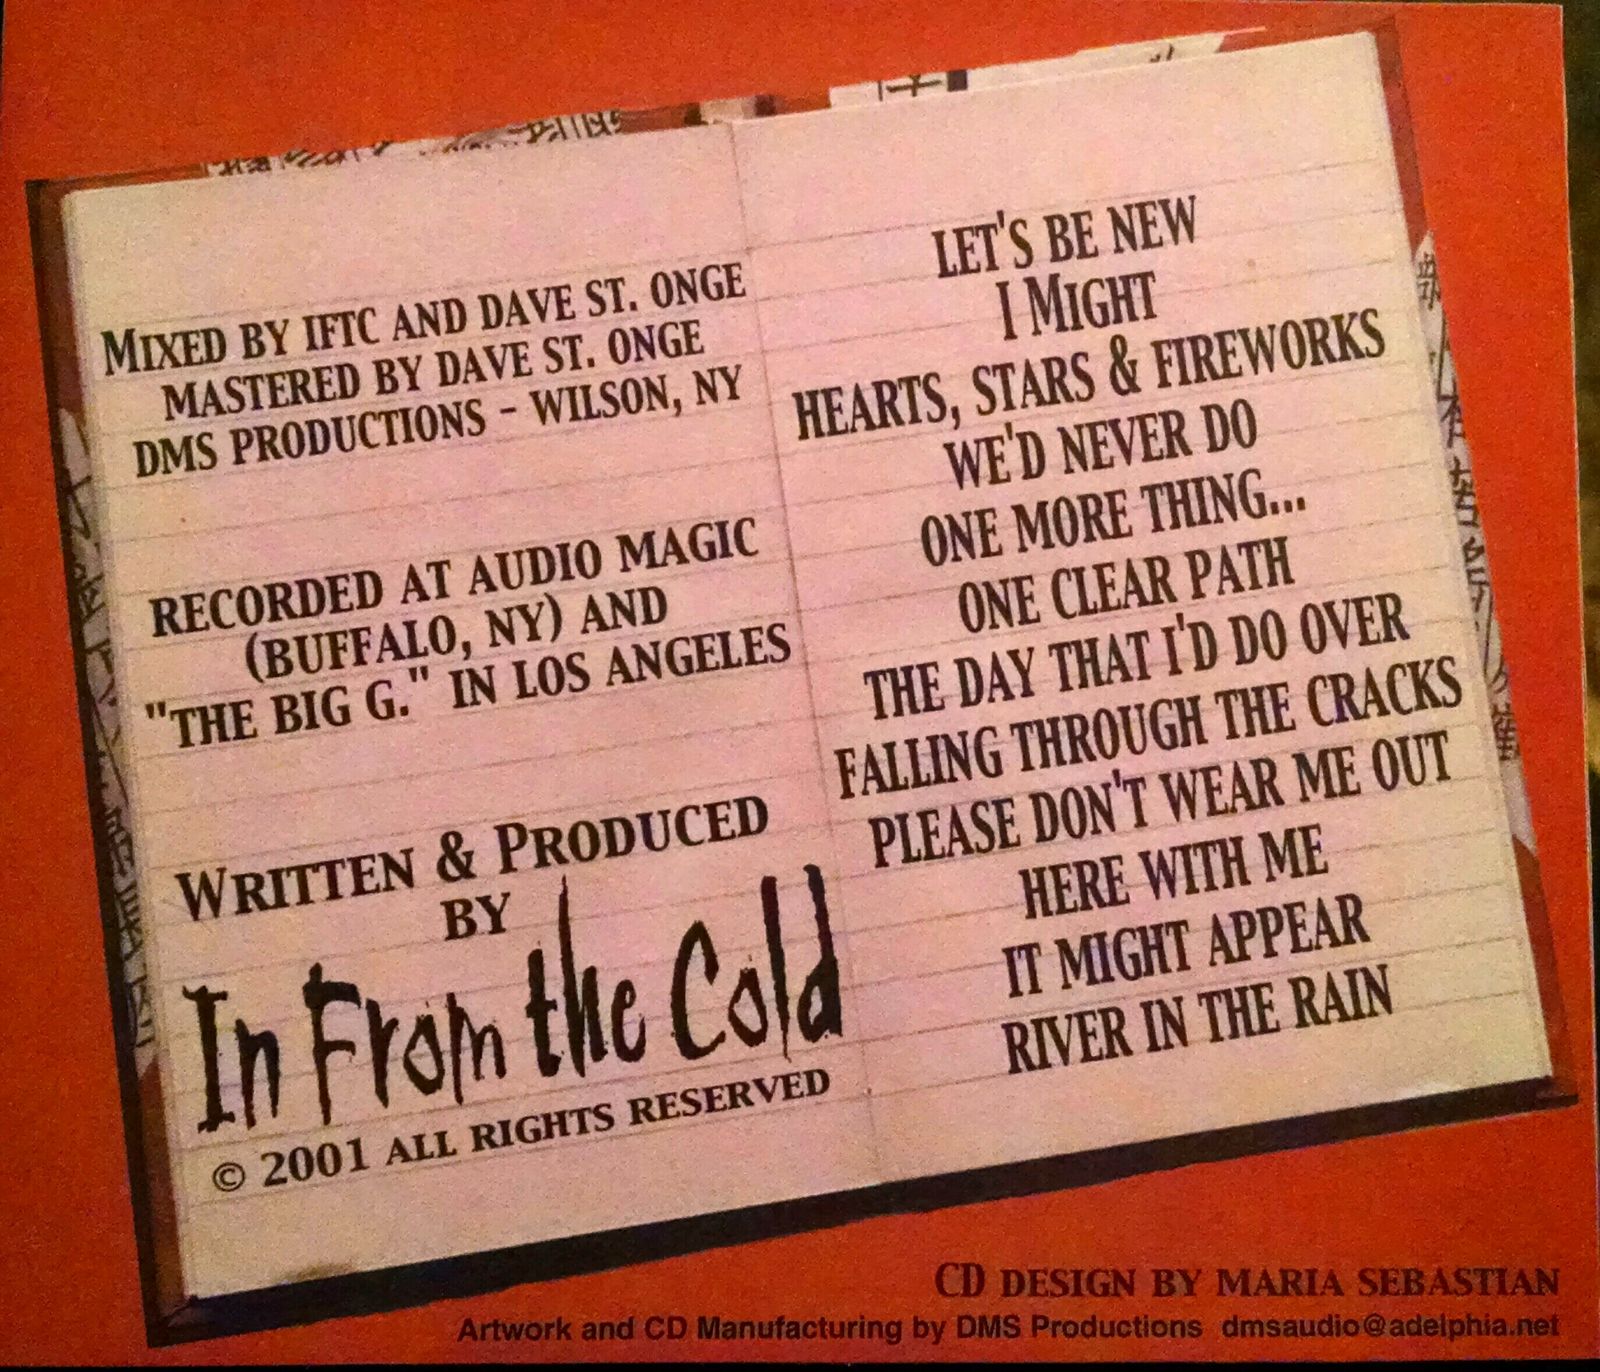 MIXED BY IFTC AND DAVE ST. ONGE
MASTERED BY DAVE ST. ONGE
DMS PRODUCTIONS - WILSON, NY
RECORDED AT AUDIO MAGIC
(BUFFALO, NY) AND
"THE BIG G." IN LOS ANGELES
WRITTEN & PRODUCED
BY
In From the Cold
© 2001 ALL RIGHTS RESERVED
LET'S BE NEW
I MIGHT
HEARTS, STARS & FIREWORKS
WE'D NEVER DO
ONE MORE THING...
ONE CLEAR PATH
THE DAY THAT I'D DO OVER
FALLING THROUGH THE CRACKS
PLEASE DON'T WEAR ME OUT
HERE WITH ME
IT MIGHT APPEAR
RIVER IN THE RAIN
CD DESIGN BY MARIA SEBASTIAN
Artwork and CD Manufacturing by DMS Productions dmsaudio@adelphia.net